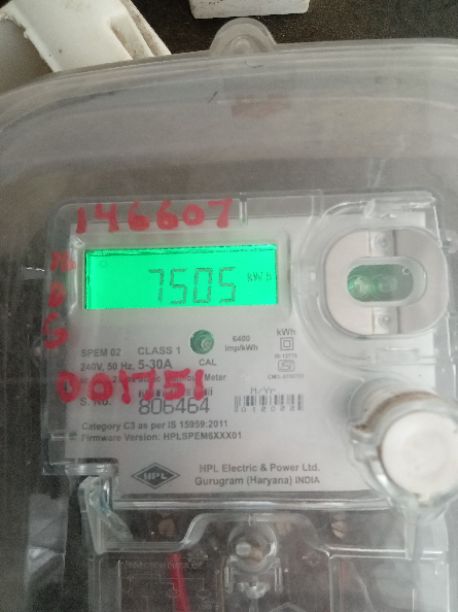 146607
7505 kWh
6400
imp/kWh
kWh
SPEM 02 CLASS 1
CAL
240V, 50 Hz, 5-30A
001751
Meter
S. No.
806464
M/Yr
Category C3 as per IS 15959:2011
Firmware Version: HPLSPEM6XXX01
HPL
HPL Electric & Power Ltd.
Gurugram (Haryana) INDIA